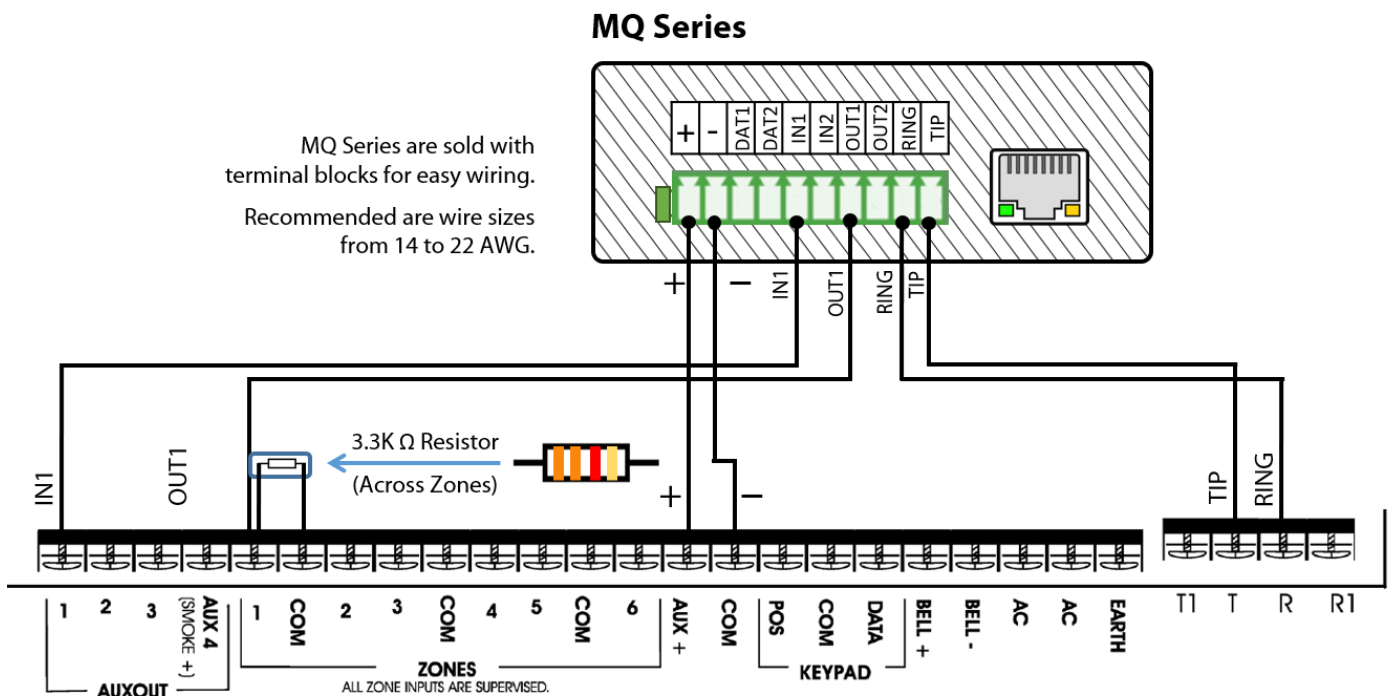 MQ Series
+ - DAT1 DAT2 IN1 IN2 OUT1 OUT2 RING TIP
MQ Series are sold with
terminal blocks for easy wiring.
Recommended are wire sizes
from 14 to 22 AWG.
+ − IN1 OUT1 RING TIP
3.3K Ω Resistor
(Across Zones)
IN1 OUT1 + − TIP RING
1 2 3 AUX 4 1 COM 2 3 COM 4 5 COM 6 AUX + COM POS COM DATA BELL + BELL - AC AC EARTH T1 T R R1
(SMOKE +)
AUXOUT ZONES KEYPAD
ALL ZONE INPUTS ARE SUPERVISED.